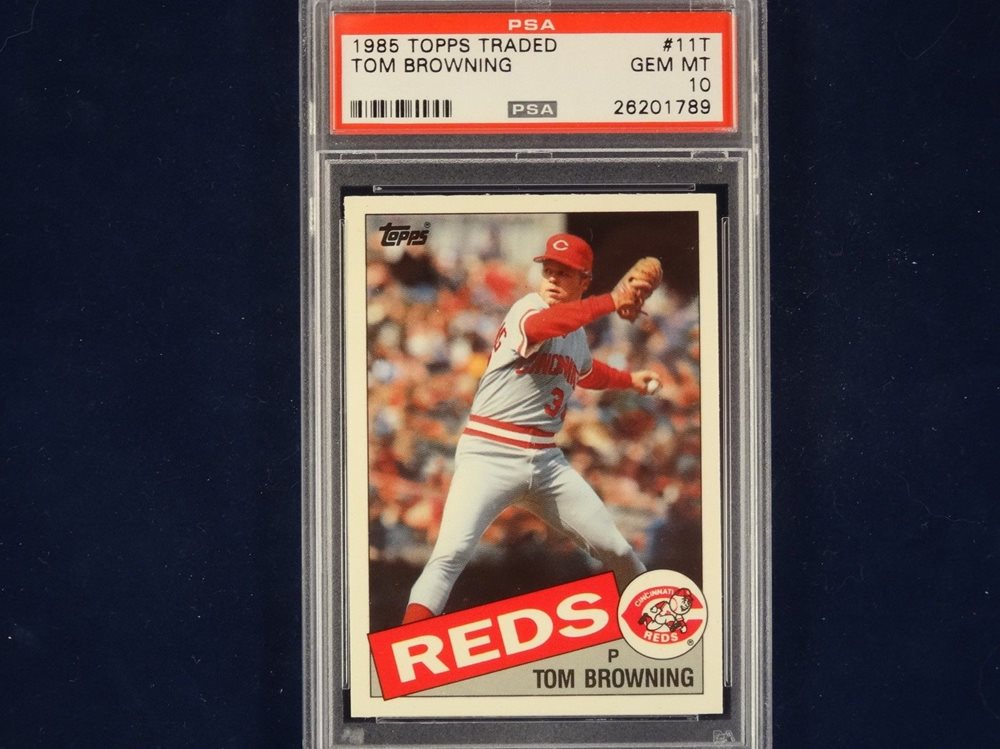 PSA
1985 TOPPS TRADED #11T
TOM BROWNING GEM MT
10
PSA 26201789
Topps®
CINCINNATI
3
REDS
CINCINNATI
REDS
®
P
TOM BROWNING